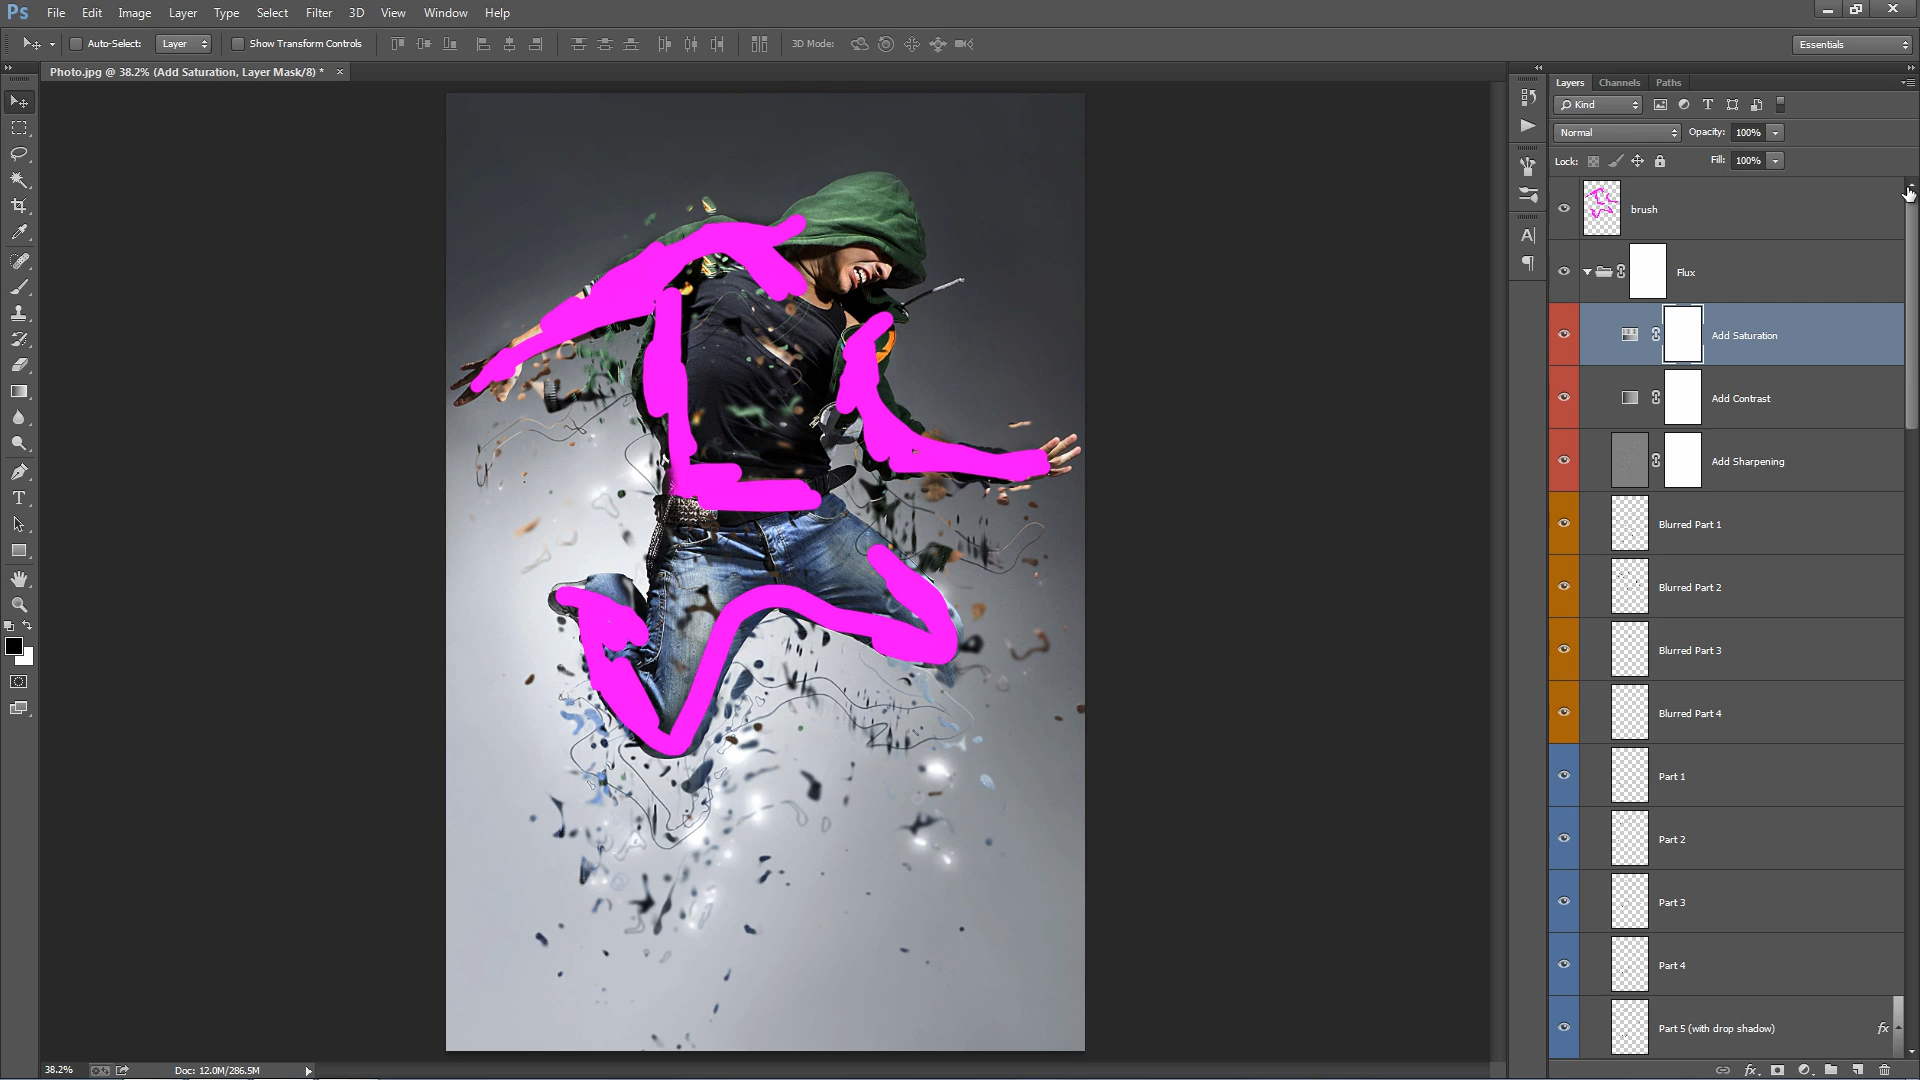 Ps File Edit Image Layer Type Select Filter 3D View Window Help
Auto-Select: Layer Show Transform Controls 3D Mode: Essentials
Photo.jpg @ 38.2% (Add Saturation, Layer Mask/8) * ×
Layers Channels Paths
Kind
Normal Opacity: 100%
Lock: Fill: 100%
brush
Flux
Add Saturation
Add Contrast
Add Sharpening
Blurred Part 1
Blurred Part 2
Blurred Part 3
Blurred Part 4
Part 1
Part 2
Part 3
Part 4
Part 5 (with drop shadow) fx
38.2% Doc: 12.0M/286.5M fx